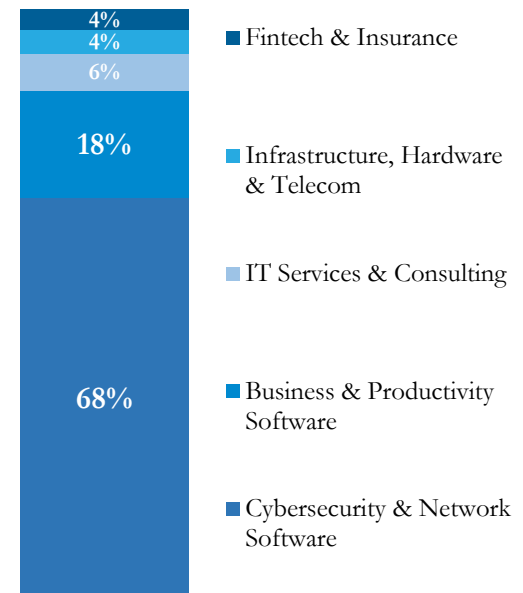 4%
Fintech & Insurance
4%
6%
18%
Infrastructure, Hardware
& Telecom
IT Services & Consulting
68%
Business & Productivity
Software
Cybersecurity & Network
Software